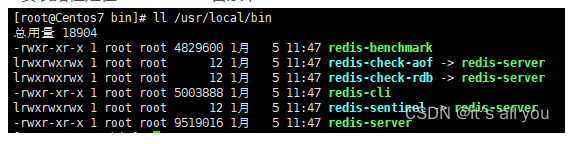 [root@Centos7 bin]# ll /usr/local/bin
总用量 18904
-rwxr-xr-x 1 root root 4829600 1月   5 11:47 redis-benchmark
lrwxrwxrwx 1 root root      12 1月   5 11:47 redis-check-aof -> redis-server
lrwxrwxrwx 1 root root      12 1月   5 11:47 redis-check-rdb -> redis-server
-rwxr-xr-x 1 root root 5003888 1月   5 11:47 redis-cli
lrwxrwxrwx 1 root root      12 1月   5 11:47 redis-sentinel -> redis-server
-rwxr-xr-x 1 root root 9519016 1月   5 11:47 redis-server
CSDN @it's all you